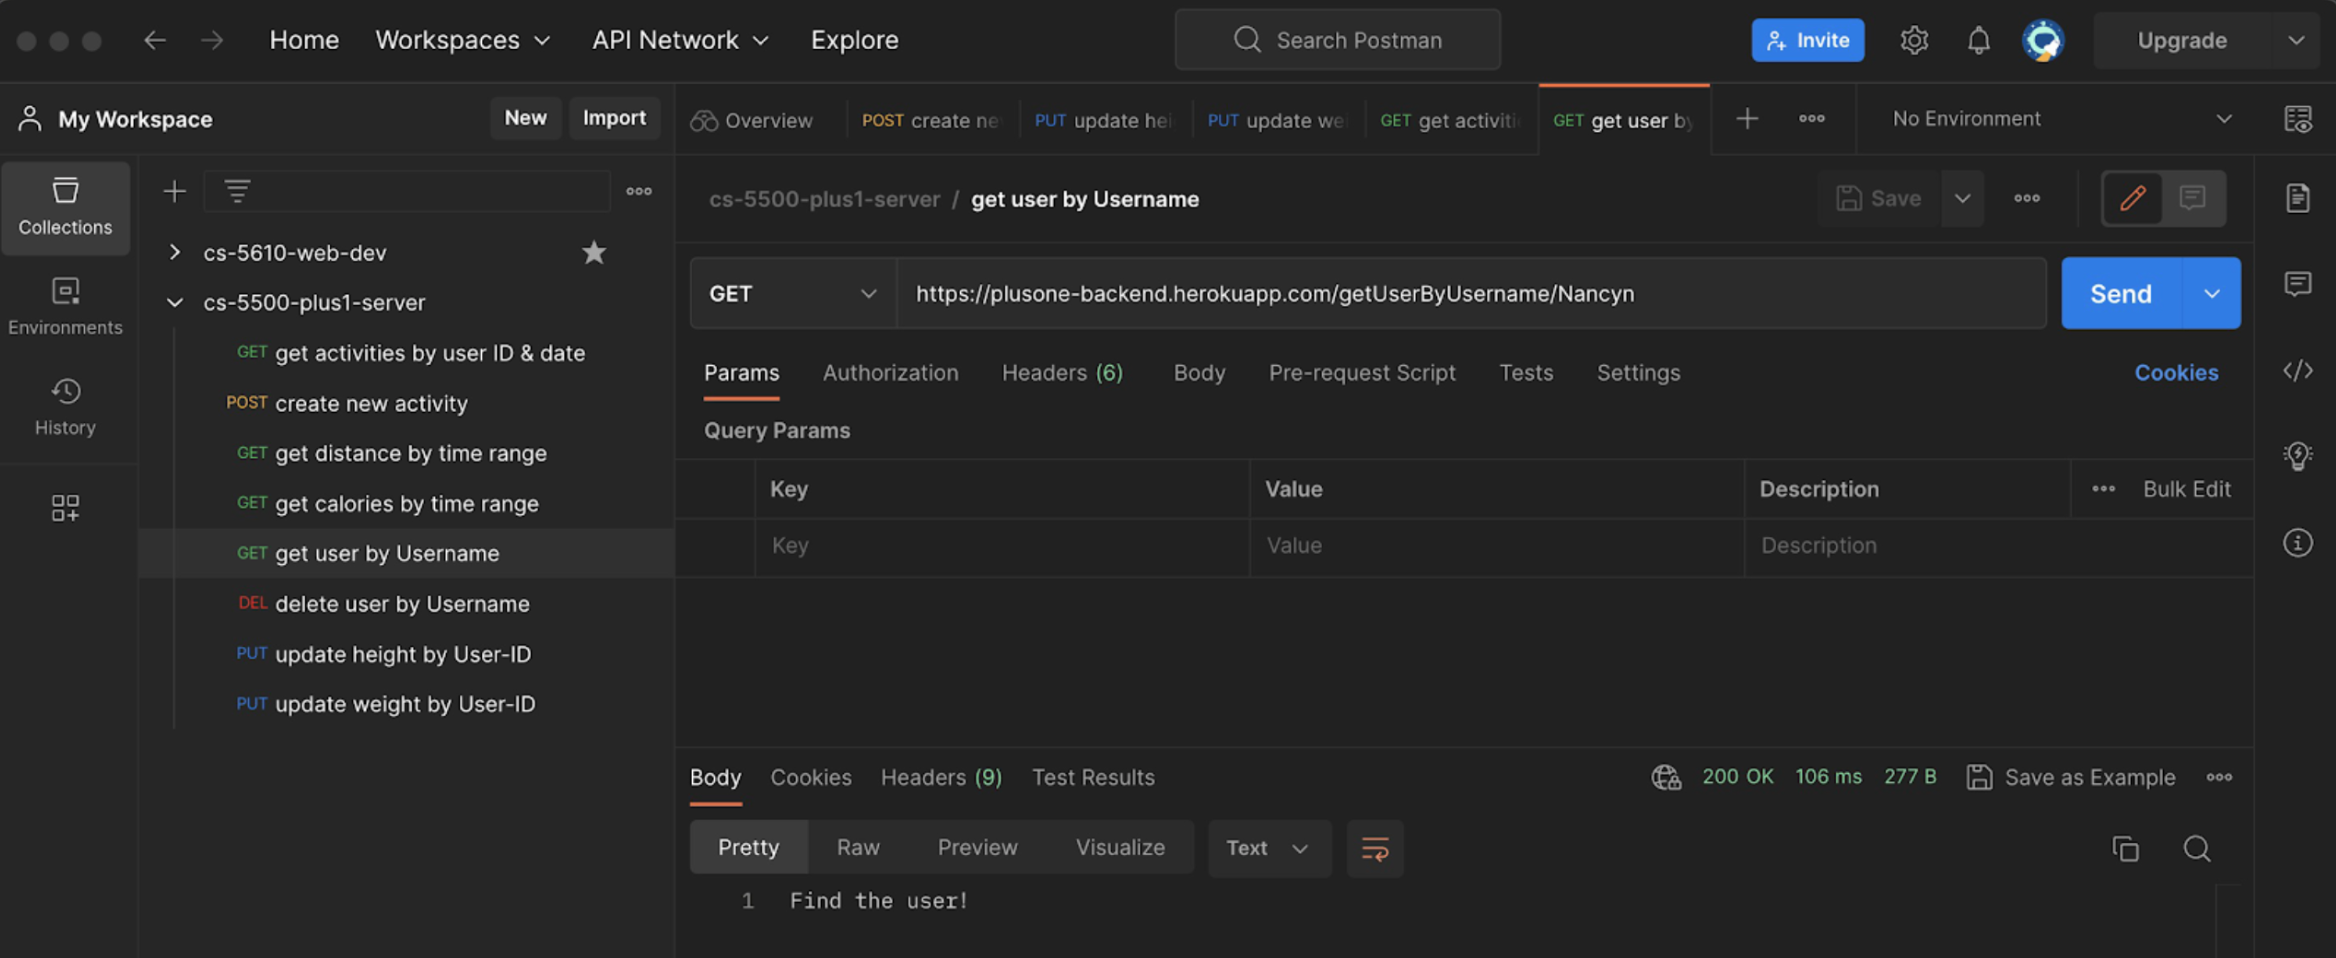 Home Workspaces API Network Explore Search Postman Invite Upgrade
My Workspace New Import
Overview POST create ne PUT update hei PUT update we GET get activiti GET get user by No Environment
Collections
Environments
History
cs-5610-web-dev
cs-5500-plus1-server
GET get activities by user ID & date
POST create new activity
GET get distance by time range
GET get calories by time range
GET get user by Username
DEL delete user by Username
PUT update height by User-ID
PUT update weight by User-ID
cs-5500-plus1-server / get user by Username Save
GET https://plusone-backend.herokuapp.com/getUserByUsername/Nancyn Send
Params Authorization Headers (6) Body Pre-request Script Tests Settings Cookies
Query Params
Key Value Description Bulk Edit
Key Value Description
Body Cookies Headers (9) Test Results 200 OK 106 ms 277 B Save as Example
Pretty Raw Preview Visualize Text
1 Find the user!